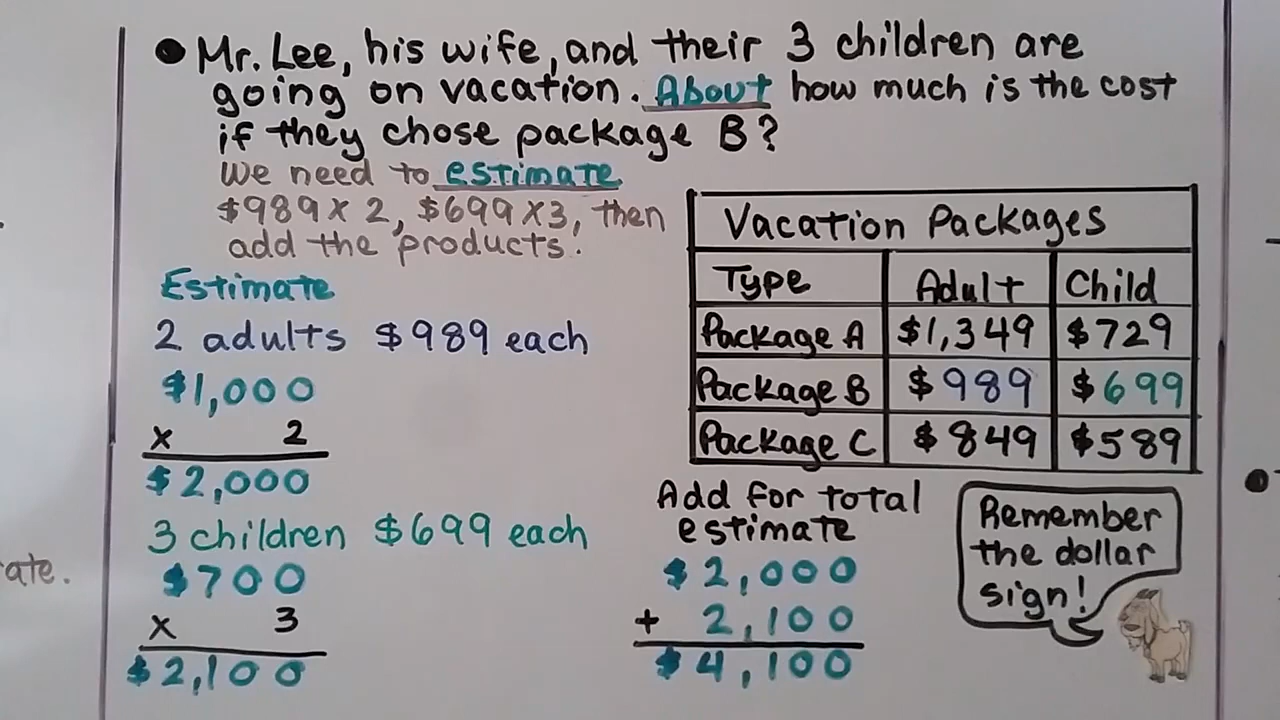 Mr. Lee, his wife, and their 3 children are
going on vacation. About how much is the cost
if they chose package B?
We need to estimate
$989 x 2, $699 x 3, then
add the products.
Estimate
2 adults $989 each
$1,000
x 2
$2,000
3 children $699 each
$700
x 3
$2,100
Vacation Packages
Type Adult Child
Package A $1,349 $729
Package B $989 $699
Package C $849 $589
Add for total
estimate
$2,000
+ 2,100
$4,100
Remember
the dollar
sign!
ate.